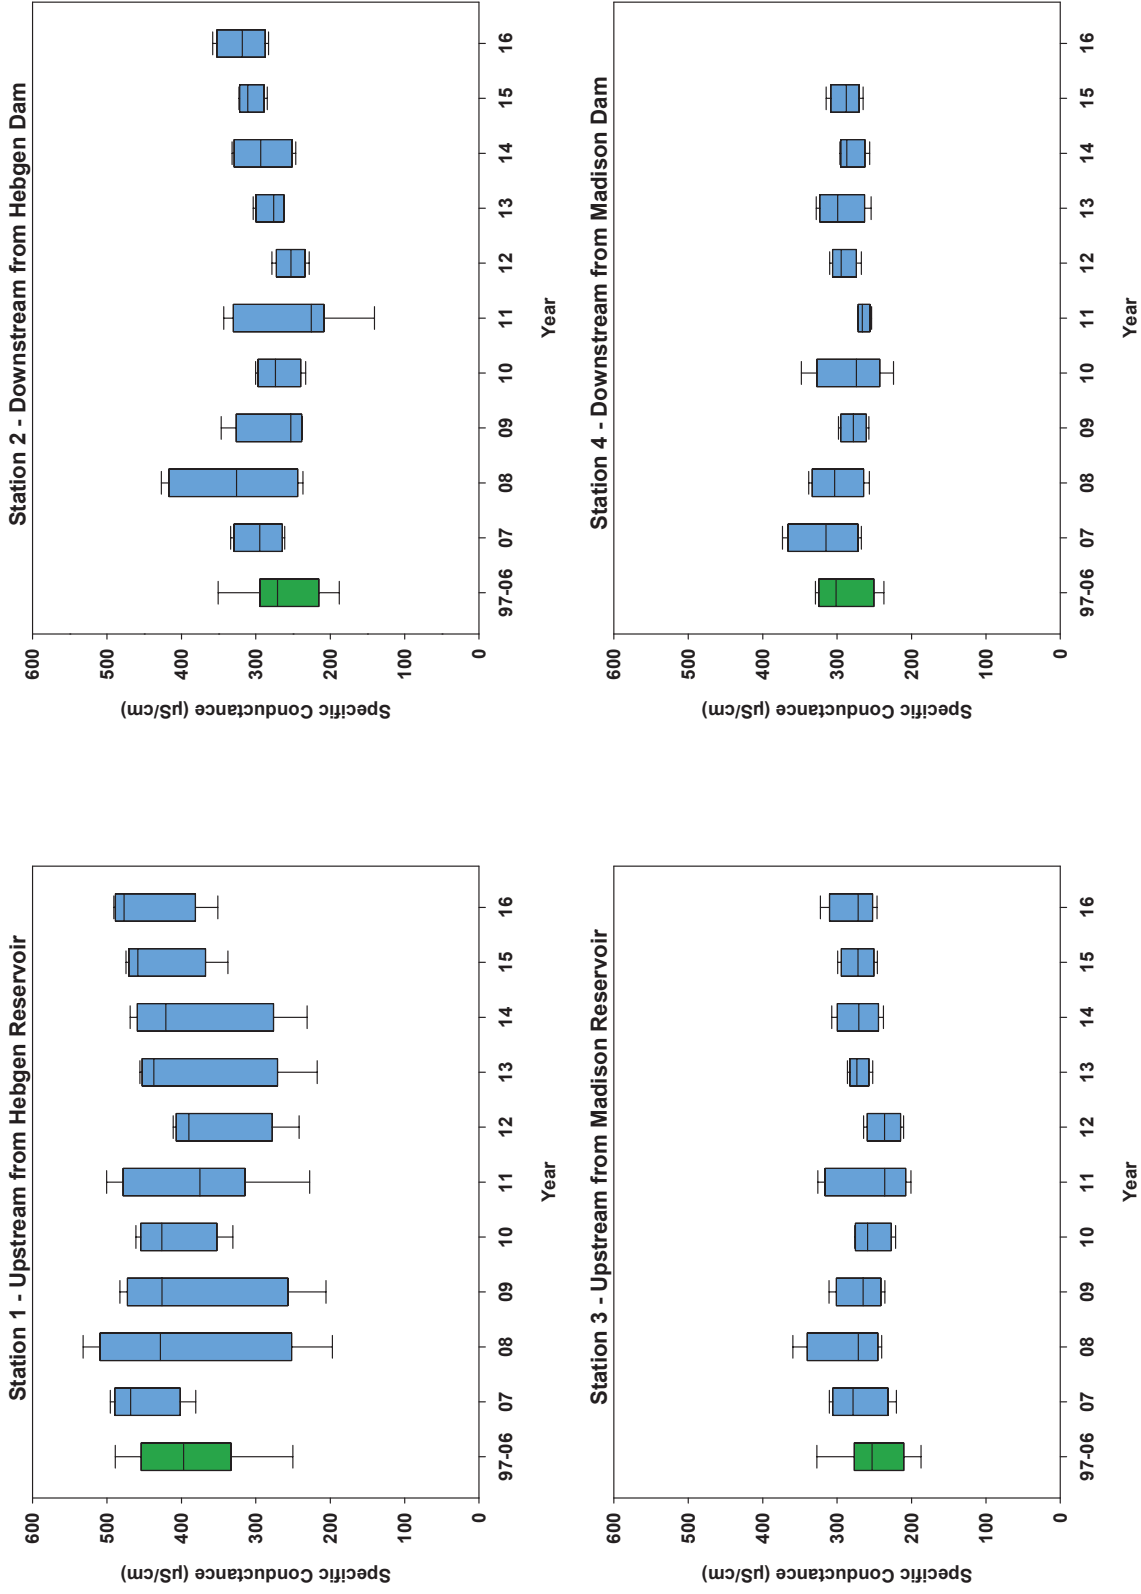 Station 1 - Upstream from Hebgen Reservoir
Specific Conductance (µS/cm)
600
500
400
300
200
100
0
97-06 07 08 09 10 11 12 13 14 15 16
Year
Station 2 - Downstream from Hebgen Dam
Specific Conductance (µS/cm)
600
500
400
300
200
100
0
97-06 07 08 09 10 11 12 13 14 15 16
Year
Station 3 - Upstream from Madison Reservoir
Specific Conductance (µS/cm)
600
500
400
300
200
100
0
97-06 07 08 09 10 11 12 13 14 15 16
Year
Station 4 - Downstream from Madison Dam
Specific Conductance (µS/cm)
600
500
400
300
200
100
0
97-06 07 08 09 10 11 12 13 14 15 16
Year